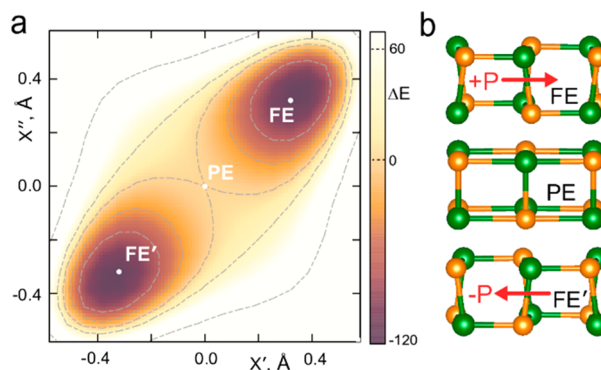 a
X″, Å
0.4
0.0
-0.4
FE
PE
FE′
-0.4
0.0
0.4
X′, Å
60
ΔE
0
-120
b
+P
FE
PE
-P
FE′